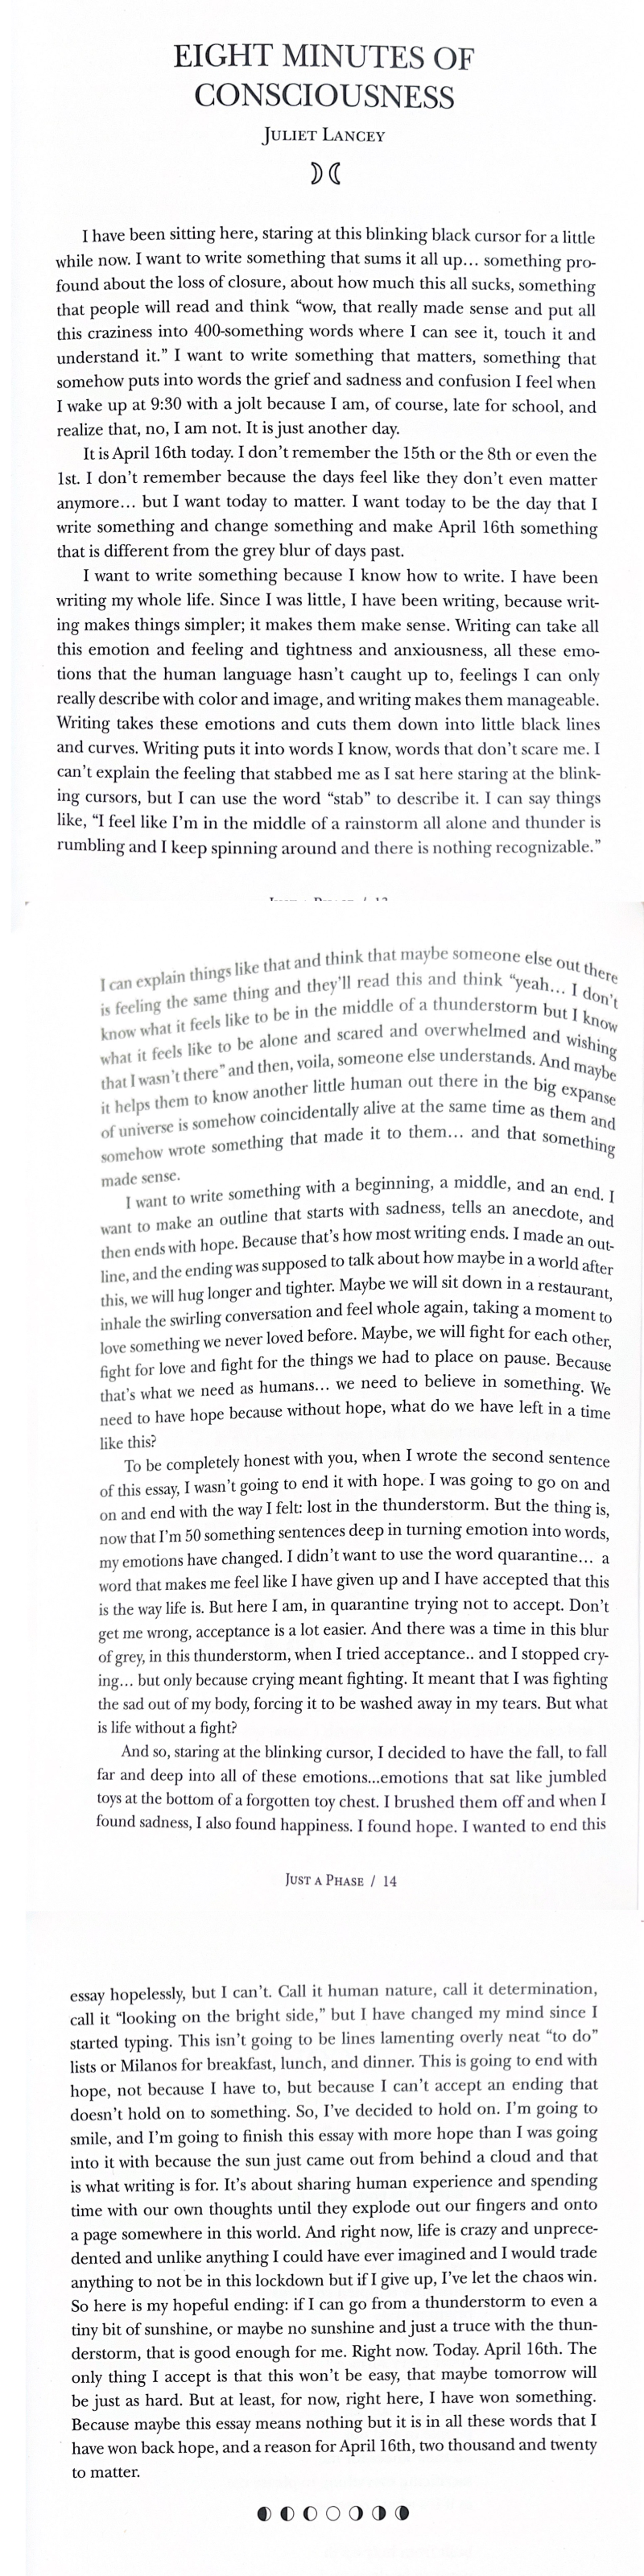 EIGHT MINUTES OF
CONSCIOUSNESS
JULIET LANCEY
I have been sitting here, staring at this blinking black cursor for a little
while now. I want to write something that sums it all up… something pro-
found about the loss of closure, about how much this all sucks, something
that people will read and think “wow, that really made sense and put all
this craziness into 400-something words where I can see it, touch it and
understand it.” I want to write something that matters, something that
somehow puts into words the grief and sadness and confusion I feel when
I wake up at 9:30 with a jolt because I am, of course, late for school, and
realize that, no, I am not. It is just another day.
It is April 16th today. I don’t remember the 15th or the 8th or even the
1st. I don’t remember because the days feel like they don’t even matter
anymore… but I want today to matter. I want today to be the day that I
write something and change something and make April 16th something
that is different from the grey blur of days past.
I want to write something because I know how to write. I have been
writing my whole life. Since I was little, I have been writing, because writ-
ing makes things simpler; it makes them make sense. Writing can take all
this emotion and feeling and tightness and anxiousness, all these emo-
tions that the human language hasn’t caught up to, feelings I can only
really describe with color and image, and writing makes them manageable.
Writing takes these emotions and cuts them down into little black lines
and curves. Writing puts it into words I know, words that don’t scare me. I
can’t explain the feeling that stabbed me as I sat here staring at the blink-
ing cursors, but I can use the word “stab” to describe it. I can say things
like, “I feel like I’m in the middle of a rainstorm all alone and thunder is
rumbling and I keep spinning around and there is nothing recognizable.”
I can explain things like that and think that maybe someone else out there
is feeling the same thing and they’ll read this and think “yeah… I don’t
know what it feels like to be in the middle of a thunderstorm but I know
what it feels like to be alone and scared and overwhelmed and wishing
that I wasn’t there” and then, voila, someone else understands. And maybe
it helps them to know another little human out there in the big expanse
of universe is somehow coincidentally alive at the same time as them and
somehow wrote something that made it to them… and that something
made sense.
I want to write something with a beginning, a middle, and an end. I
want to make an outline that starts with sadness, tells an anecdote, and
then ends with hope. Because that’s how most writing ends. I made an out-
line, and the ending was supposed to talk about how maybe in a world after
this, we will hug longer and tighter. Maybe we will sit down in a restaurant,
inhale the swirling conversation and feel whole again, taking a moment to
love something we never loved before. Maybe, we will fight for each other,
fight for love and fight for the things we had to place on pause. Because
that’s what we need as humans… we need to believe in something. We
need to have hope because without hope, what do we have left in a time
like this?
To be completely honest with you, when I wrote the second sentence
of this essay, I wasn’t going to end it with hope. I was going to go on and
on and end with the way I felt: lost in the thunderstorm. But the thing is,
now that I’m 50 something sentences deep in turning emotion into words,
my emotions have changed. I didn’t want to use the word quarantine… a
word that makes me feel like I have given up and I have accepted that this
is the way life is. But here I am, in quarantine trying not to accept. Don’t
get me wrong, acceptance is a lot easier. And there was a time in this blur
of grey, in this thunderstorm, when I tried acceptance.. and I stopped cry-
ing… but only because crying meant fighting. It meant that I was fighting
the sad out of my body, forcing it to be washed away in my tears. But what
is life without a fight?
And so, staring at the blinking cursor, I decided to have the fall, to fall
far and deep into all of these emotions...emotions that sat like jumbled
toys at the bottom of a forgotten toy chest. I brushed them off and when I
found sadness, I also found happiness. I found hope. I wanted to end this
JUST A PHASE / 14
essay hopelessly, but I can’t. Call it human nature, call it determination,
call it “looking on the bright side,” but I have changed my mind since I
started typing. This isn’t going to be lines lamenting overly neat “to do”
lists or Milanos for breakfast, lunch, and dinner. This is going to end with
hope, not because I have to, but because I can’t accept an ending that
doesn’t hold on to something. So, I’ve decided to hold on. I’m going to
smile, and I’m going to finish this essay with more hope than I was going
into it with because the sun just came out from behind a cloud and that
is what writing is for. It’s about sharing human experience and spending
time with our own thoughts until they explode out our fingers and onto
a page somewhere in this world. And right now, life is crazy and unprece-
dented and unlike anything I could have ever imagined and I would trade
anything to not be in this lockdown but if I give up, I’ve let the chaos win.
So here is my hopeful ending: if I can go from a thunderstorm to even a
tiny bit of sunshine, or maybe no sunshine and just a truce with the thun-
derstorm, that is good enough for me. Right now. Today. April 16th. The
only thing I accept is that this won’t be easy, that maybe tomorrow will
be just as hard. But at least, for now, right here, I have won something.
Because maybe this essay means nothing but it is in all these words that I
have won back hope, and a reason for April 16th, two thousand and twenty
to matter.